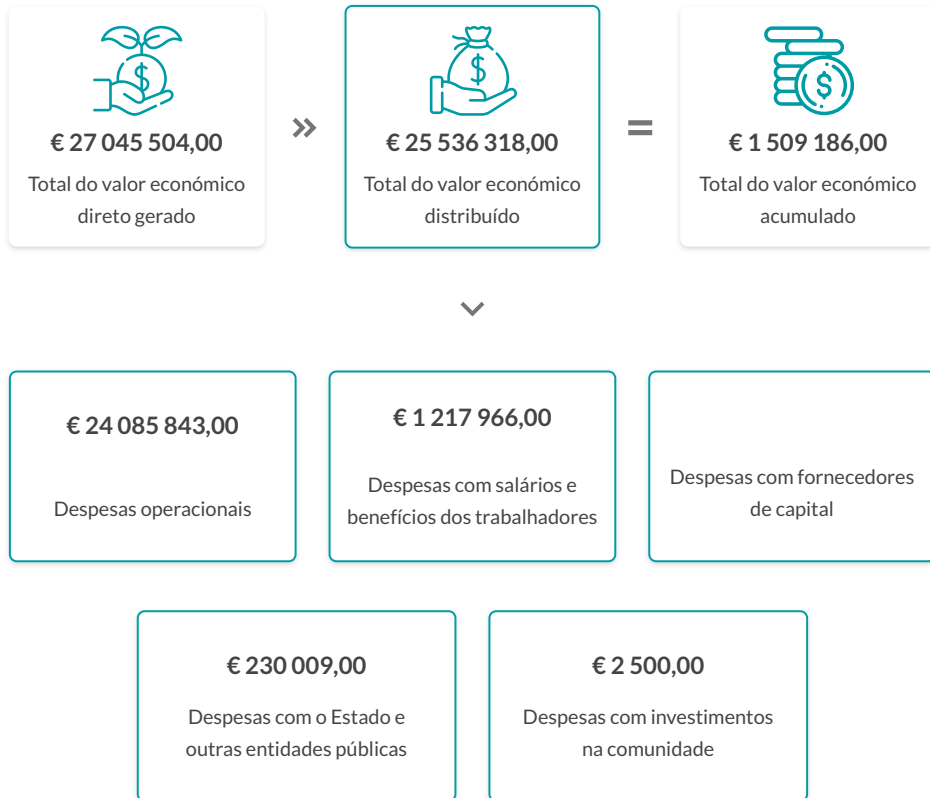 € 27 045 504,00
Total do valor económico
direto gerado
€ 25 536 318,00
Total do valor económico
distribuído
=
€ 1 509 186,00
Total do valor económico
acumulado
€ 24 085 843,00
Despesas operacionais
€ 1 217 966,00
Despesas com salários e
benefícios dos trabalhadores
Despesas com fornecedores
de capital
€ 230 009,00
Despesas com o Estado e
outras entidades públicas
€ 2 500,00
Despesas com investimentos
na comunidade